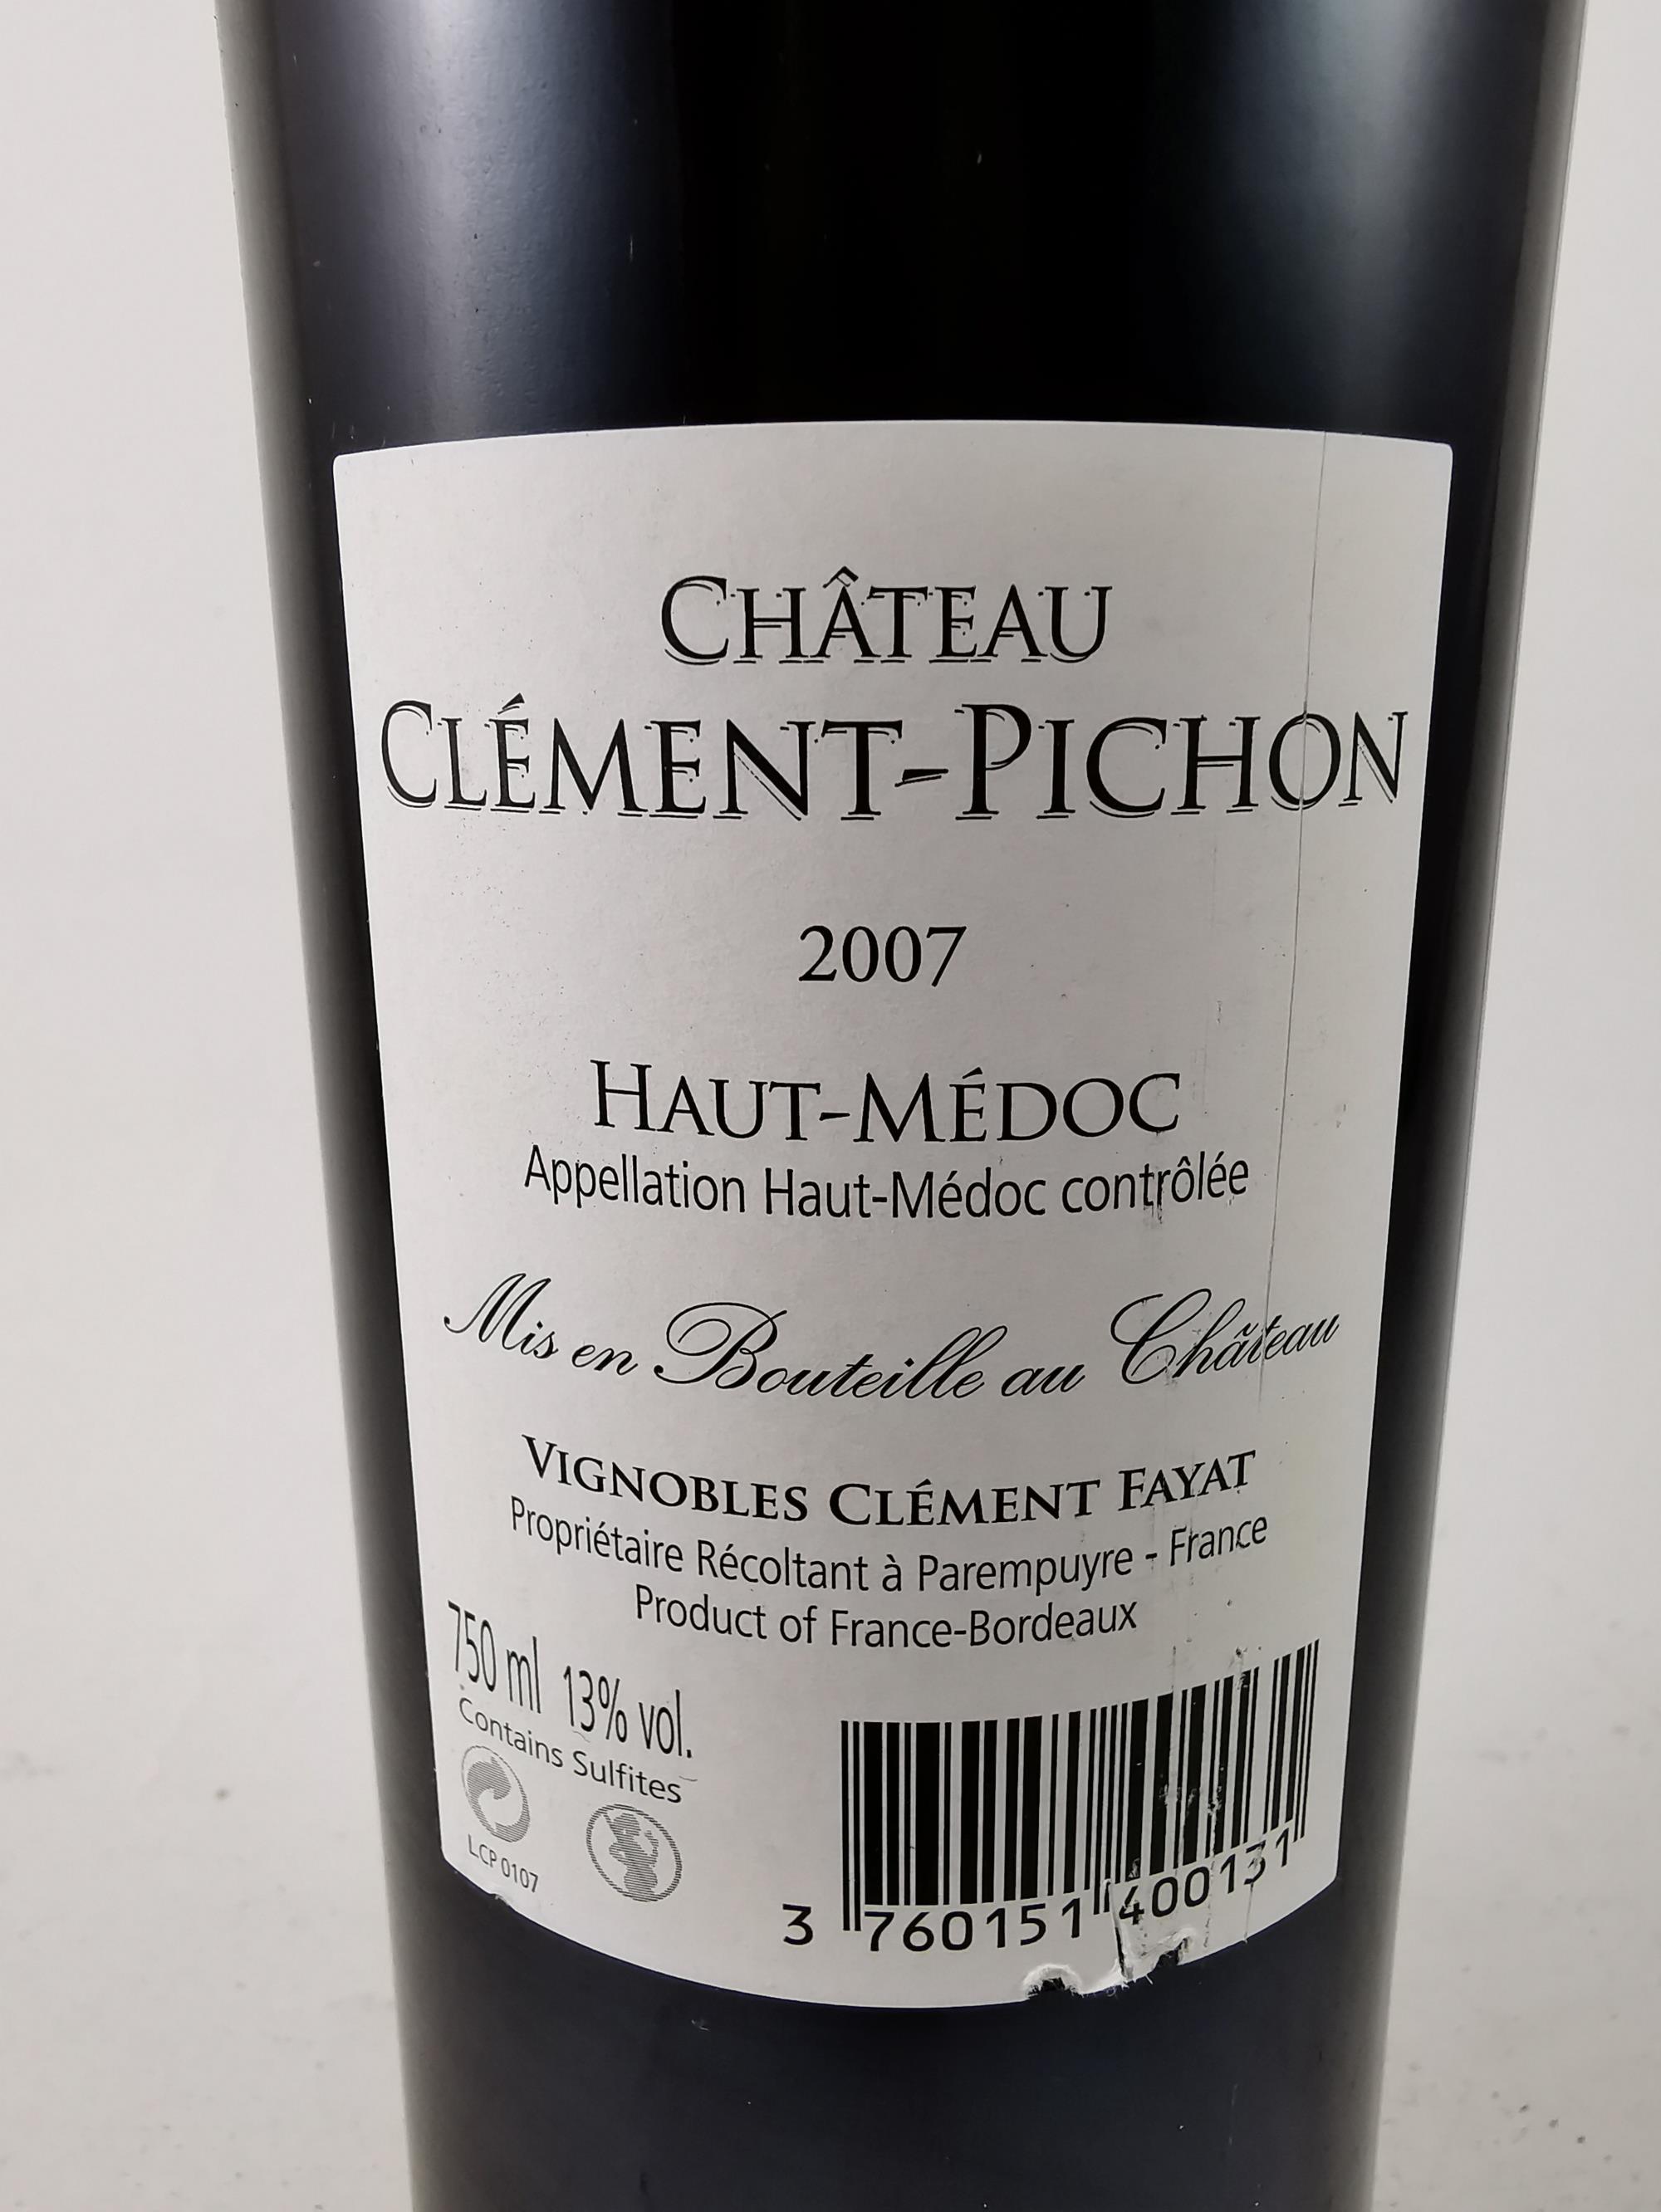 CHÂTEAU
CLÉMENT-PICHON
2007
HAUT-MÉDOC
Appellation Haut-Médoc contrôlée
Mis en Bouteille au Château
VIGNOBLES CLÉMENT FAYAT
Propriétaire Récoltant à Parempuyre - France
Product of France-Bordeaux
750 ml 13% vol.
Contains Sulfites
LCP 0107
3 760151 400131